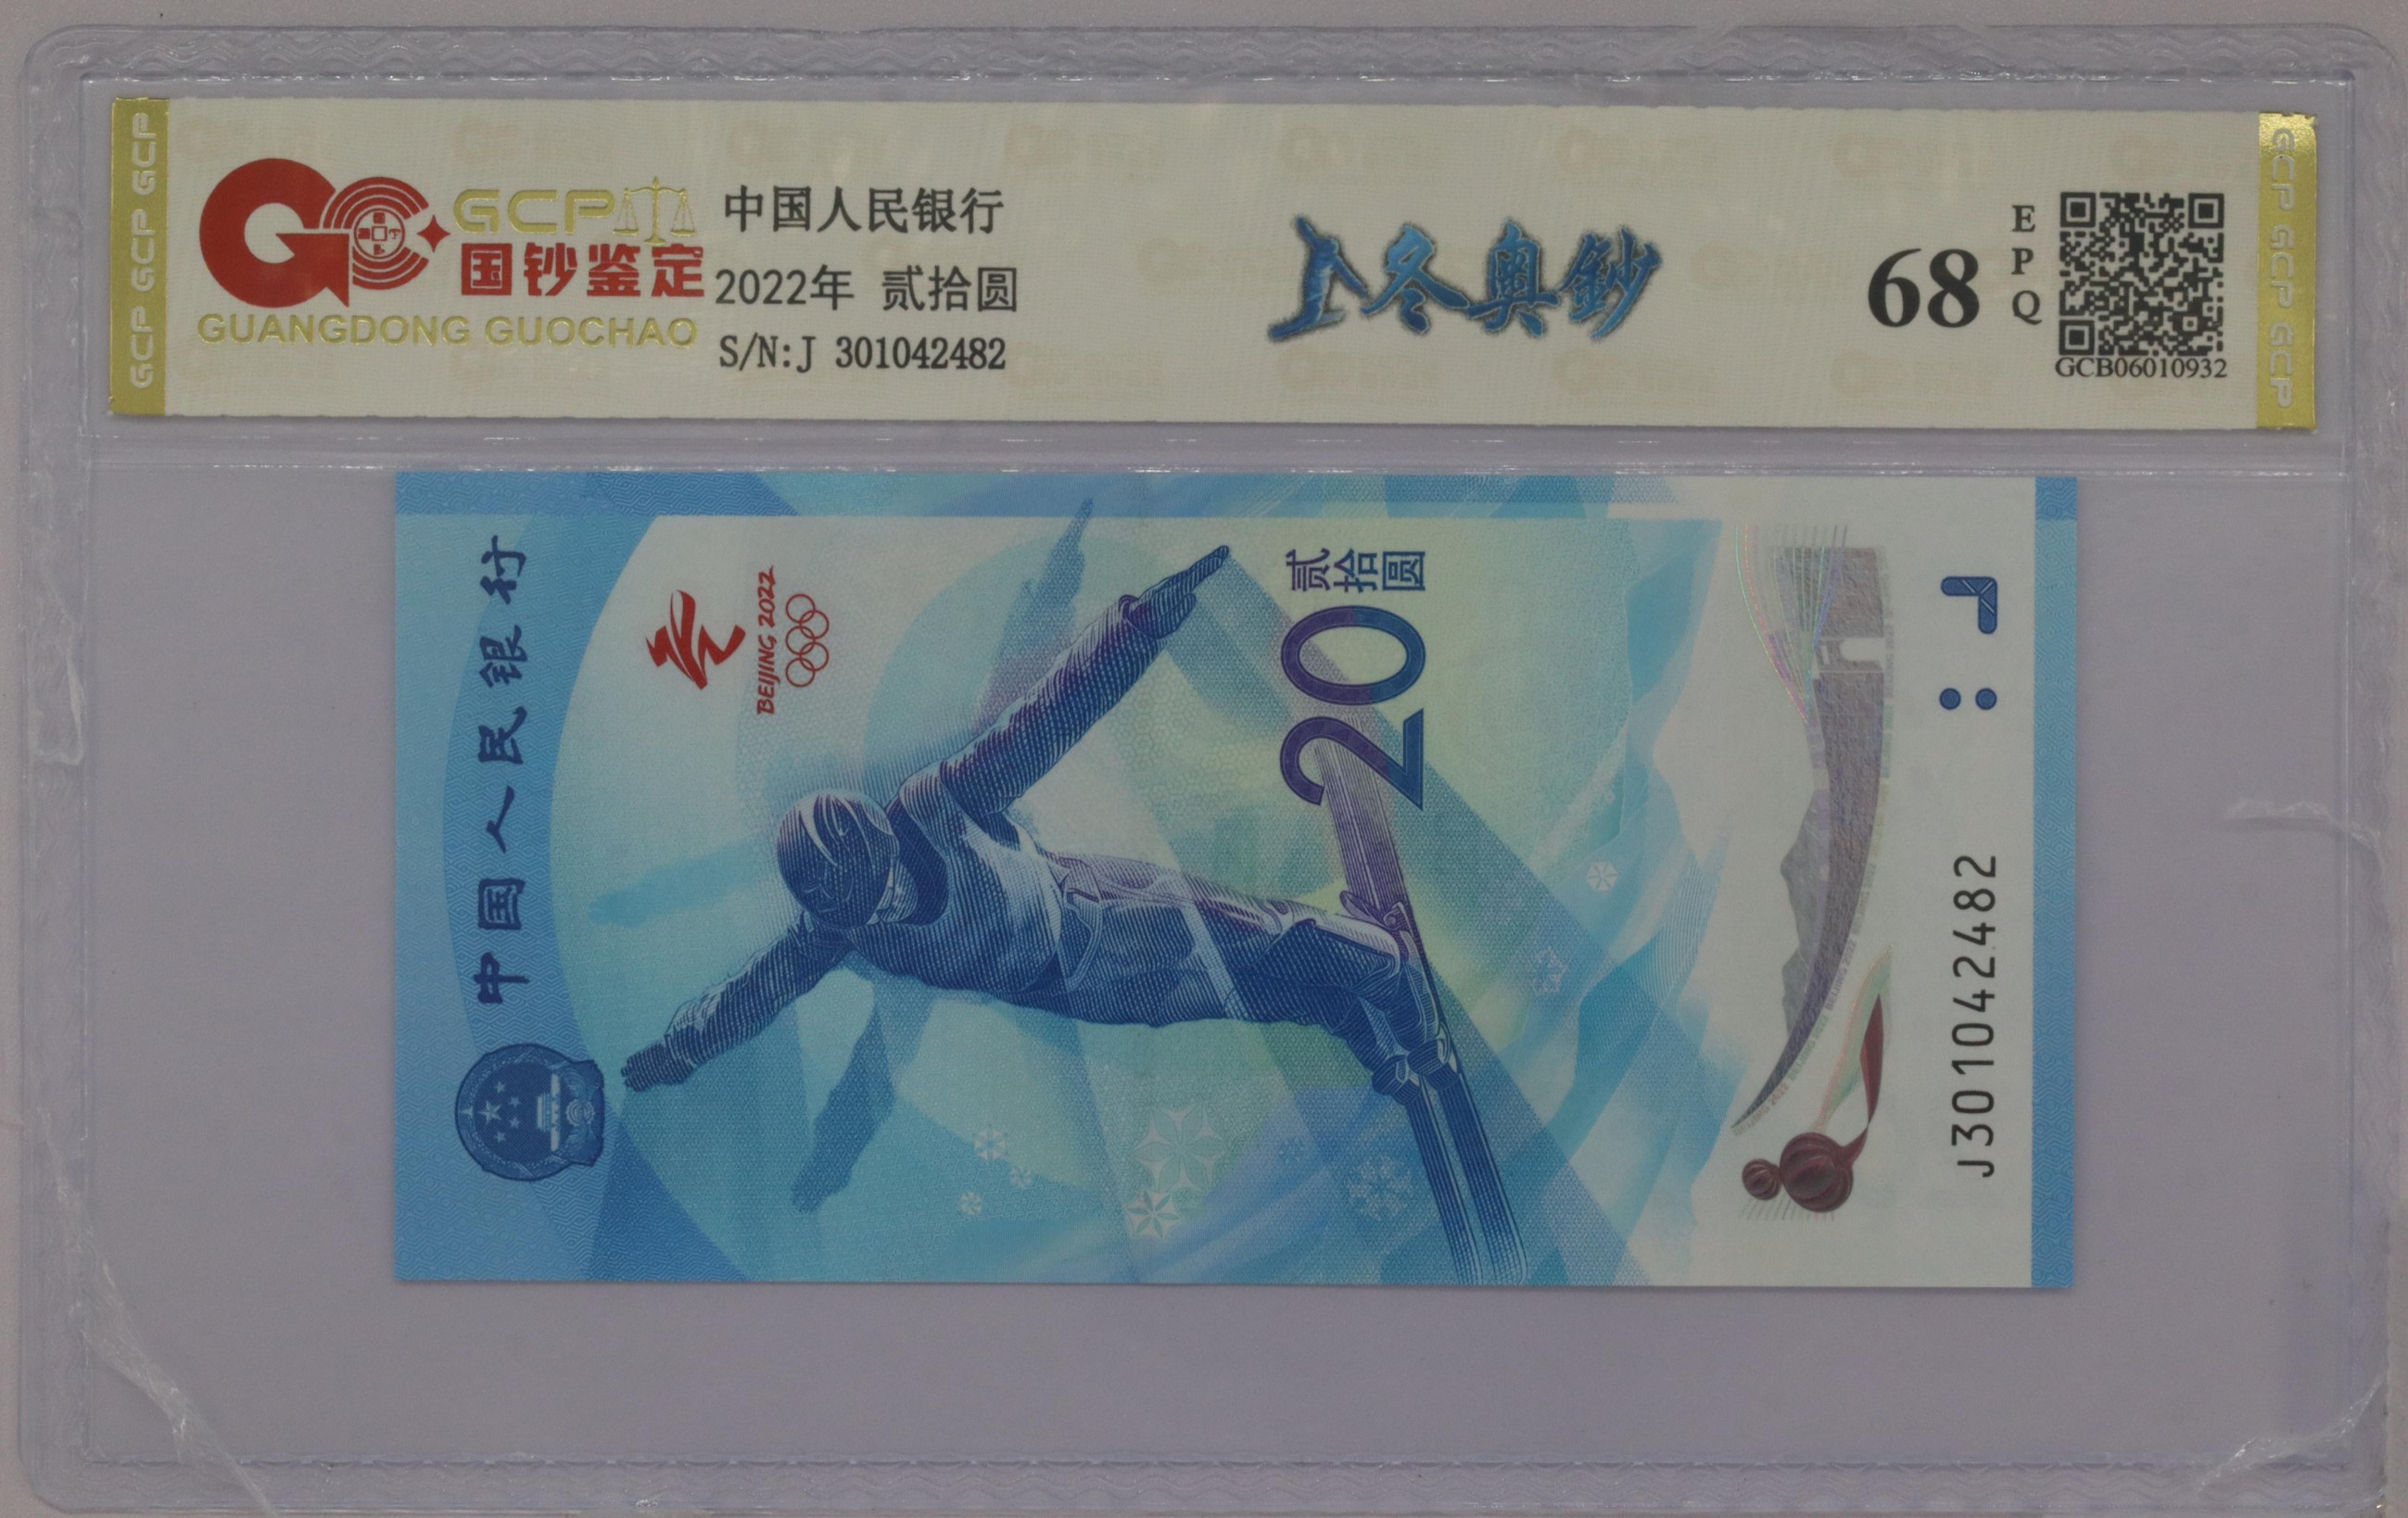 GCP GCP GCP
GCP
国钞鉴定
GUANGDONG GUOCHAO
中国人民银行
2022年 贰拾圆
S/N:J 301042482
冬奥鈔
68
EPQ
GCB06010932
GCP GCP GCP
中国人民银行
BEIJING 2022
贰拾圆
20
J301042482